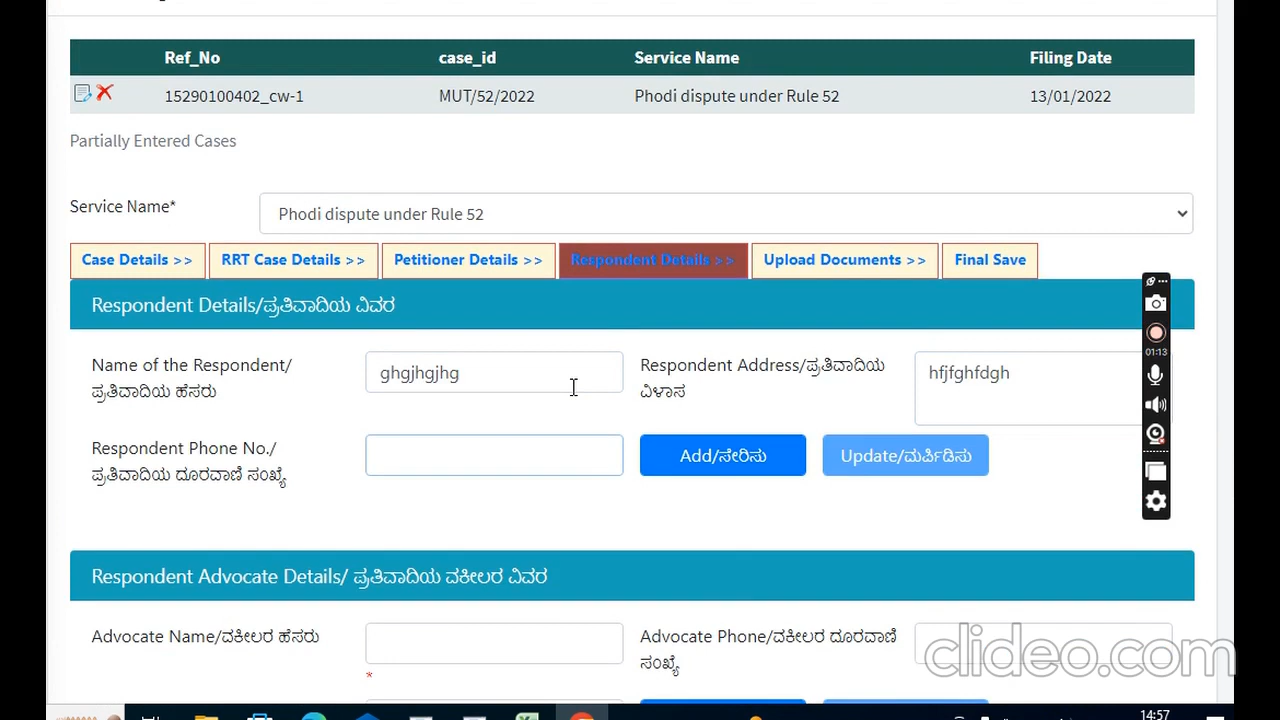 Ref_No case_id Service Name Filing Date
15290100402_cw-1 MUT/52/2022 Phodi dispute under Rule 52 13/01/2022
Partially Entered Cases
Service Name* Phodi dispute under Rule 52
Case Details >> RRT Case Details >> Petitioner Details >> Respondent Details >> Upload Documents >> Final Save
Respondent Details/ಪ್ರತಿವಾದಿಯ ವಿವರ
Name of the Respondent/ ghgjhgjhg Respondent Address/ಪ್ರತಿವಾದಿಯ hfjfghfdgh
ಪ್ರತಿವಾದಿಯ ಹೆಸರು ವಿಳಾಸ
01:13
Respondent Phone No./ Add/ಸೇರಿಸು Update/ಮರ್ಪಿಡಿಸು
ಪ್ರತಿವಾದಿಯ ದೂರವಾಣಿ ಸಂಖ್ಯೆ
Respondent Advocate Details/ ಪ್ರತಿವಾದಿಯ ವಕೀಲರ ವಿವರ
Advocate Name/ವಕೀಲರ ಹೆಸರು Advocate Phone/ವಕೀಲರ ದೂರವಾಣಿ
ಸಂಖ್ಯೆ
*
clideo.com
14:57